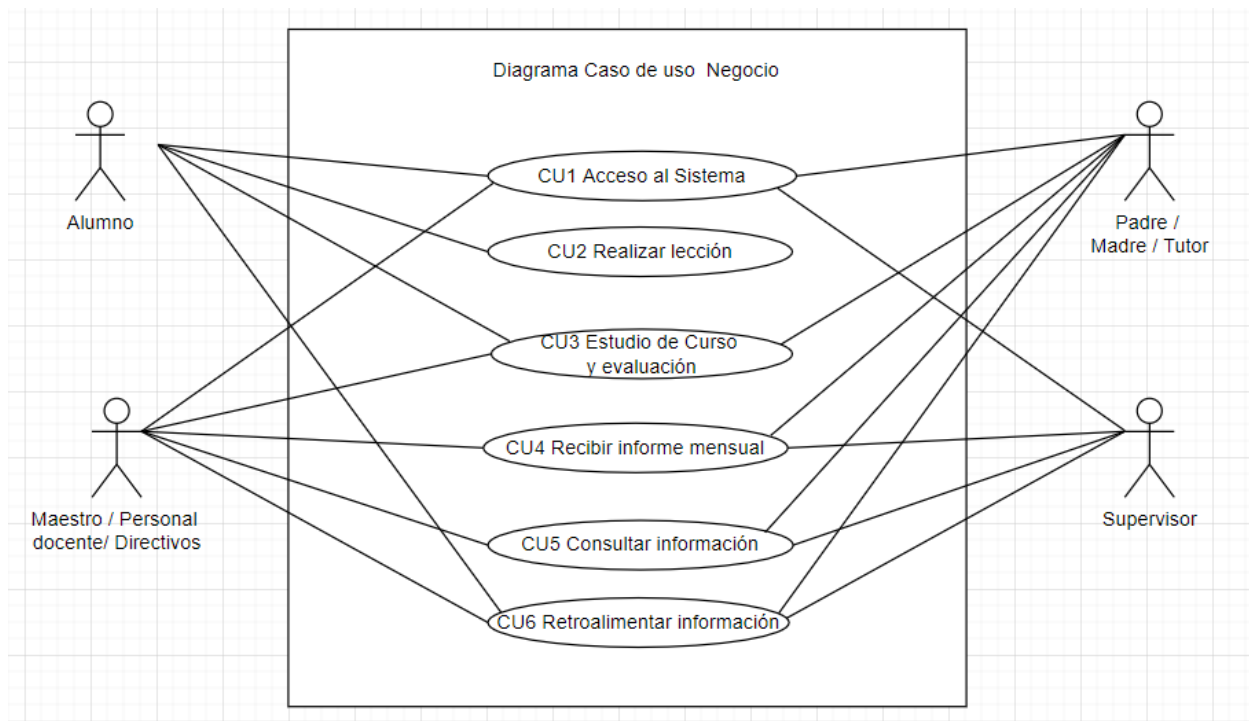 Diagrama Caso de uso  Negocio
CU1 Acceso al Sistema
Alumno
Padre /
Madre / Tutor
CU2 Realizar lección
CU3 Estudio de Curso
y evaluación
CU4 Recibir informe mensual
Maestro / Personal
docente/ Directivos
Supervisor
CU5 Consultar información
CU6 Retroalimentar información